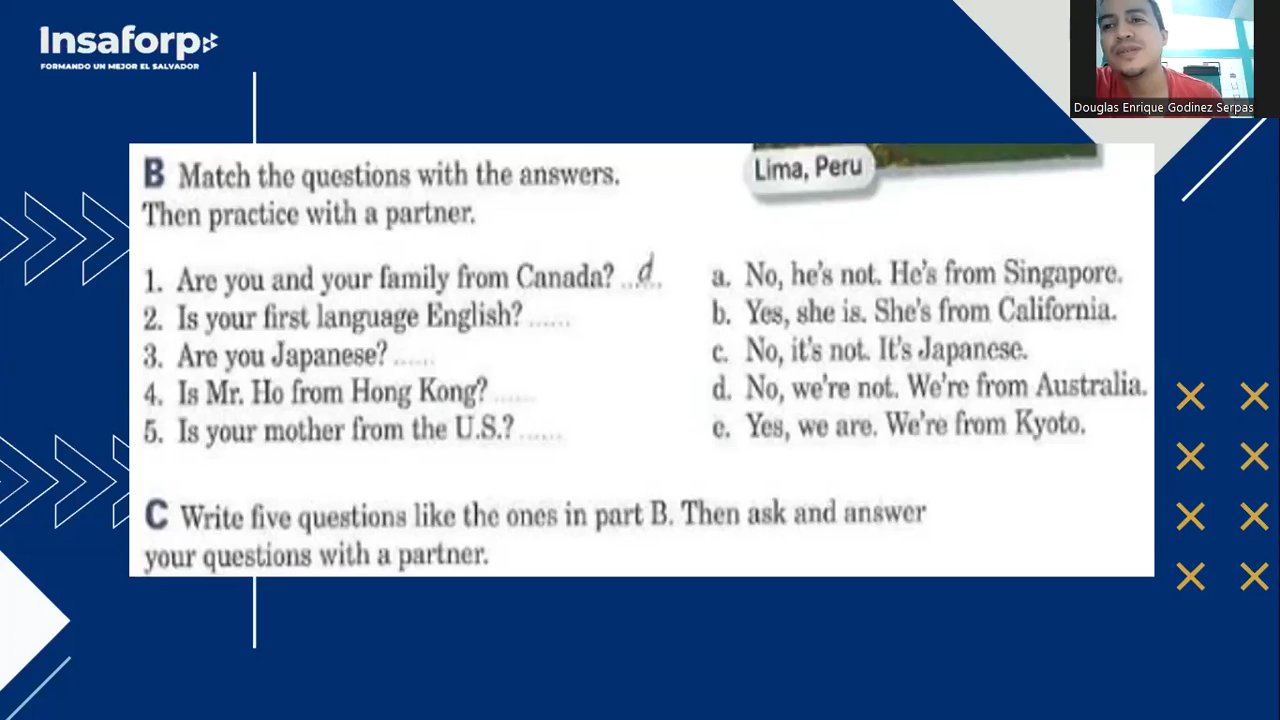 Insaforp
FORMANDO UN MEJOR EL SALVADOR
Douglas Enrique Godinez Serpas
Lima, Peru
B Match the questions with the answers.
Then practice with a partner.
1. Are you and your family from Canada? ...d...
2. Is your first language English? ......
3. Are you Japanese? ......
4. Is Mr. Ho from Hong Kong? ......
5. Is your mother from the U.S.? ......
a. No, he's not. He's from Singapore.
b. Yes, she is. She's from California.
c. No, it's not. It's Japanese.
d. No, we're not. We're from Australia.
e. Yes, we are. We're from Kyoto.
C Write five questions like the ones in part B. Then ask and answer
your questions with a partner.